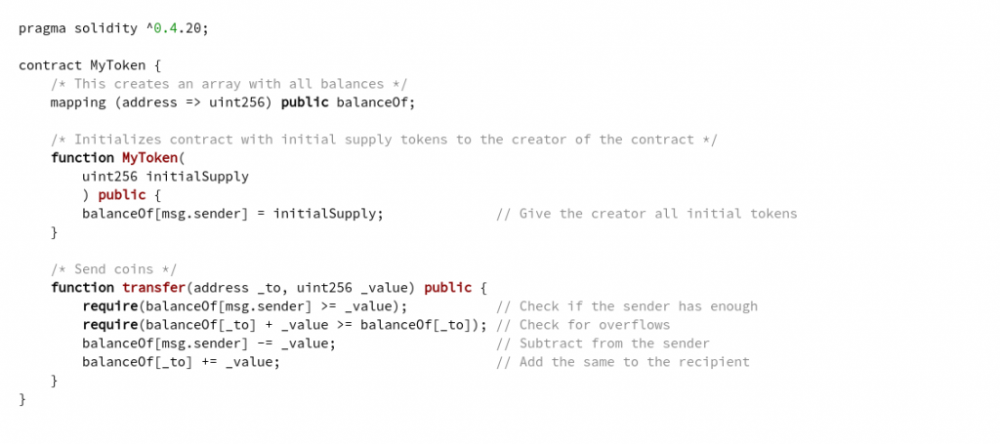 pragma solidity ^0.4.20;

contract MyToken {
    /* This creates an array with all balances */
    mapping (address => uint256) public balanceOf;

    /* Initializes contract with initial supply tokens to the creator of the contract */
    function MyToken(
        uint256 initialSupply
        ) public {
        balanceOf[msg.sender] = initialSupply;              // Give the creator all initial tokens
    }

    /* Send coins */
    function transfer(address _to, uint256 _value) public {
        require(balanceOf[msg.sender] >= _value);           // Check if the sender has enough
        require(balanceOf[_to] + _value >= balanceOf[_to]); // Check for overflows
        balanceOf[msg.sender] -= _value;                    // Subtract from the sender
        balanceOf[_to] += _value;                           // Add the same to the recipient
    }
}